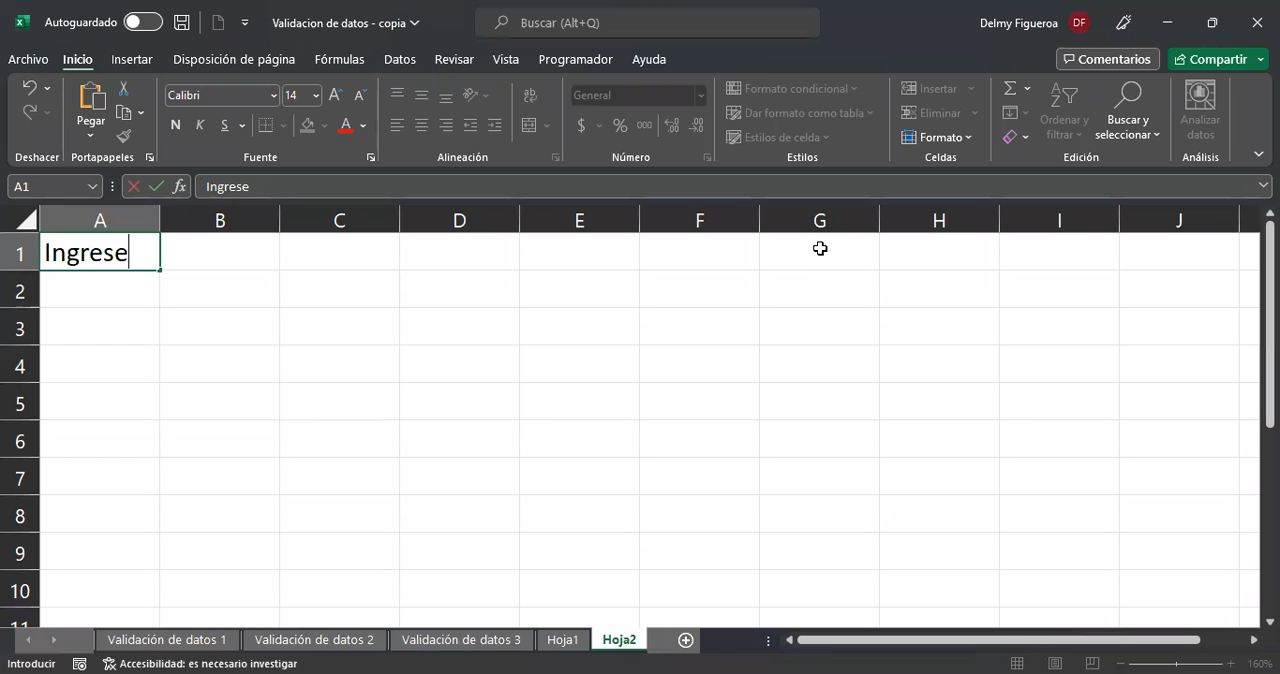 Autoguardado Validacion de datos - copia Buscar (Alt+Q) Delmy Figueroa DF
Archivo Inicio Insertar Disposición de página Fórmulas Datos Revisar Vista Programador Ayuda Comentarios Compartir
Calibri 14 General Formato condicional Insertar
Pegar Dar formato como tabla Eliminar Ordenar y filtrar Buscar y seleccionar Analizar datos
N K S A $ % 000 Estilos de celda Formato
Deshacer Portapapeles Fuente Alineación Número Estilos Celdas Edición Análisis
A1 fx Ingrese
A B C D E F G H I J
1 Ingrese
2
3
4
5
6
7
8
9
10
11
Validación de datos 1 Validación de datos 2 Validación de datos 3 Hoja1 Hoja2
Introducir Accesibilidad: es necesario investigar 160%